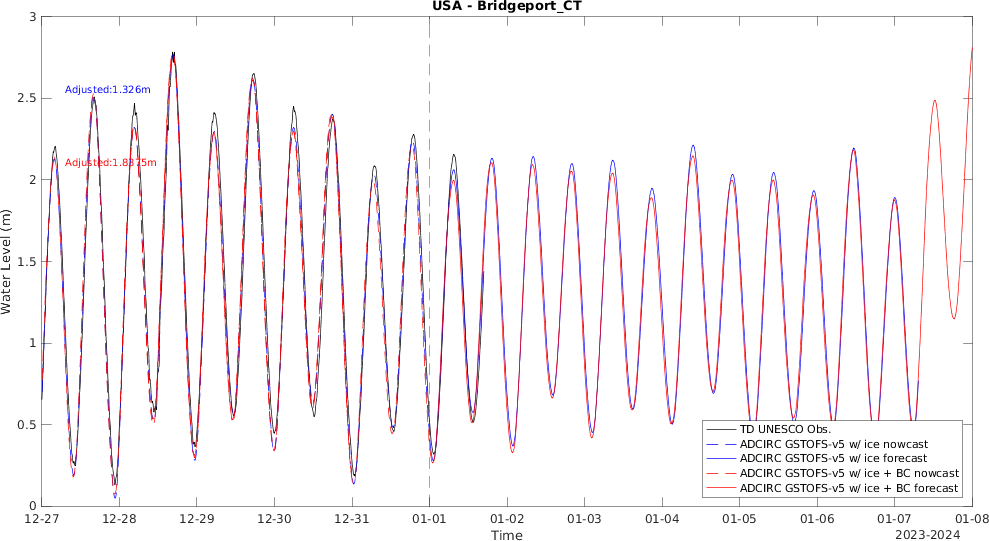 USA - Bridgeport_CT
3
2.5
2
1.5
1
0.5
0
Water Level (m)
Adjusted:1.326m
Adjusted:1.8375m
TD UNESCO Obs.
ADCIRC GSTOFS-v5 w/ ice nowcast
ADCIRC GSTOFS-v5 w/ ice forecast
ADCIRC GSTOFS-v5 w/ ice + BC nowcast
ADCIRC GSTOFS-v5 w/ ice + BC forecast
12-27 12-28 12-29 12-30 12-31 01-01 01-02 01-03 01-04 01-05 01-06 01-07 01-08
Time
2023-2024